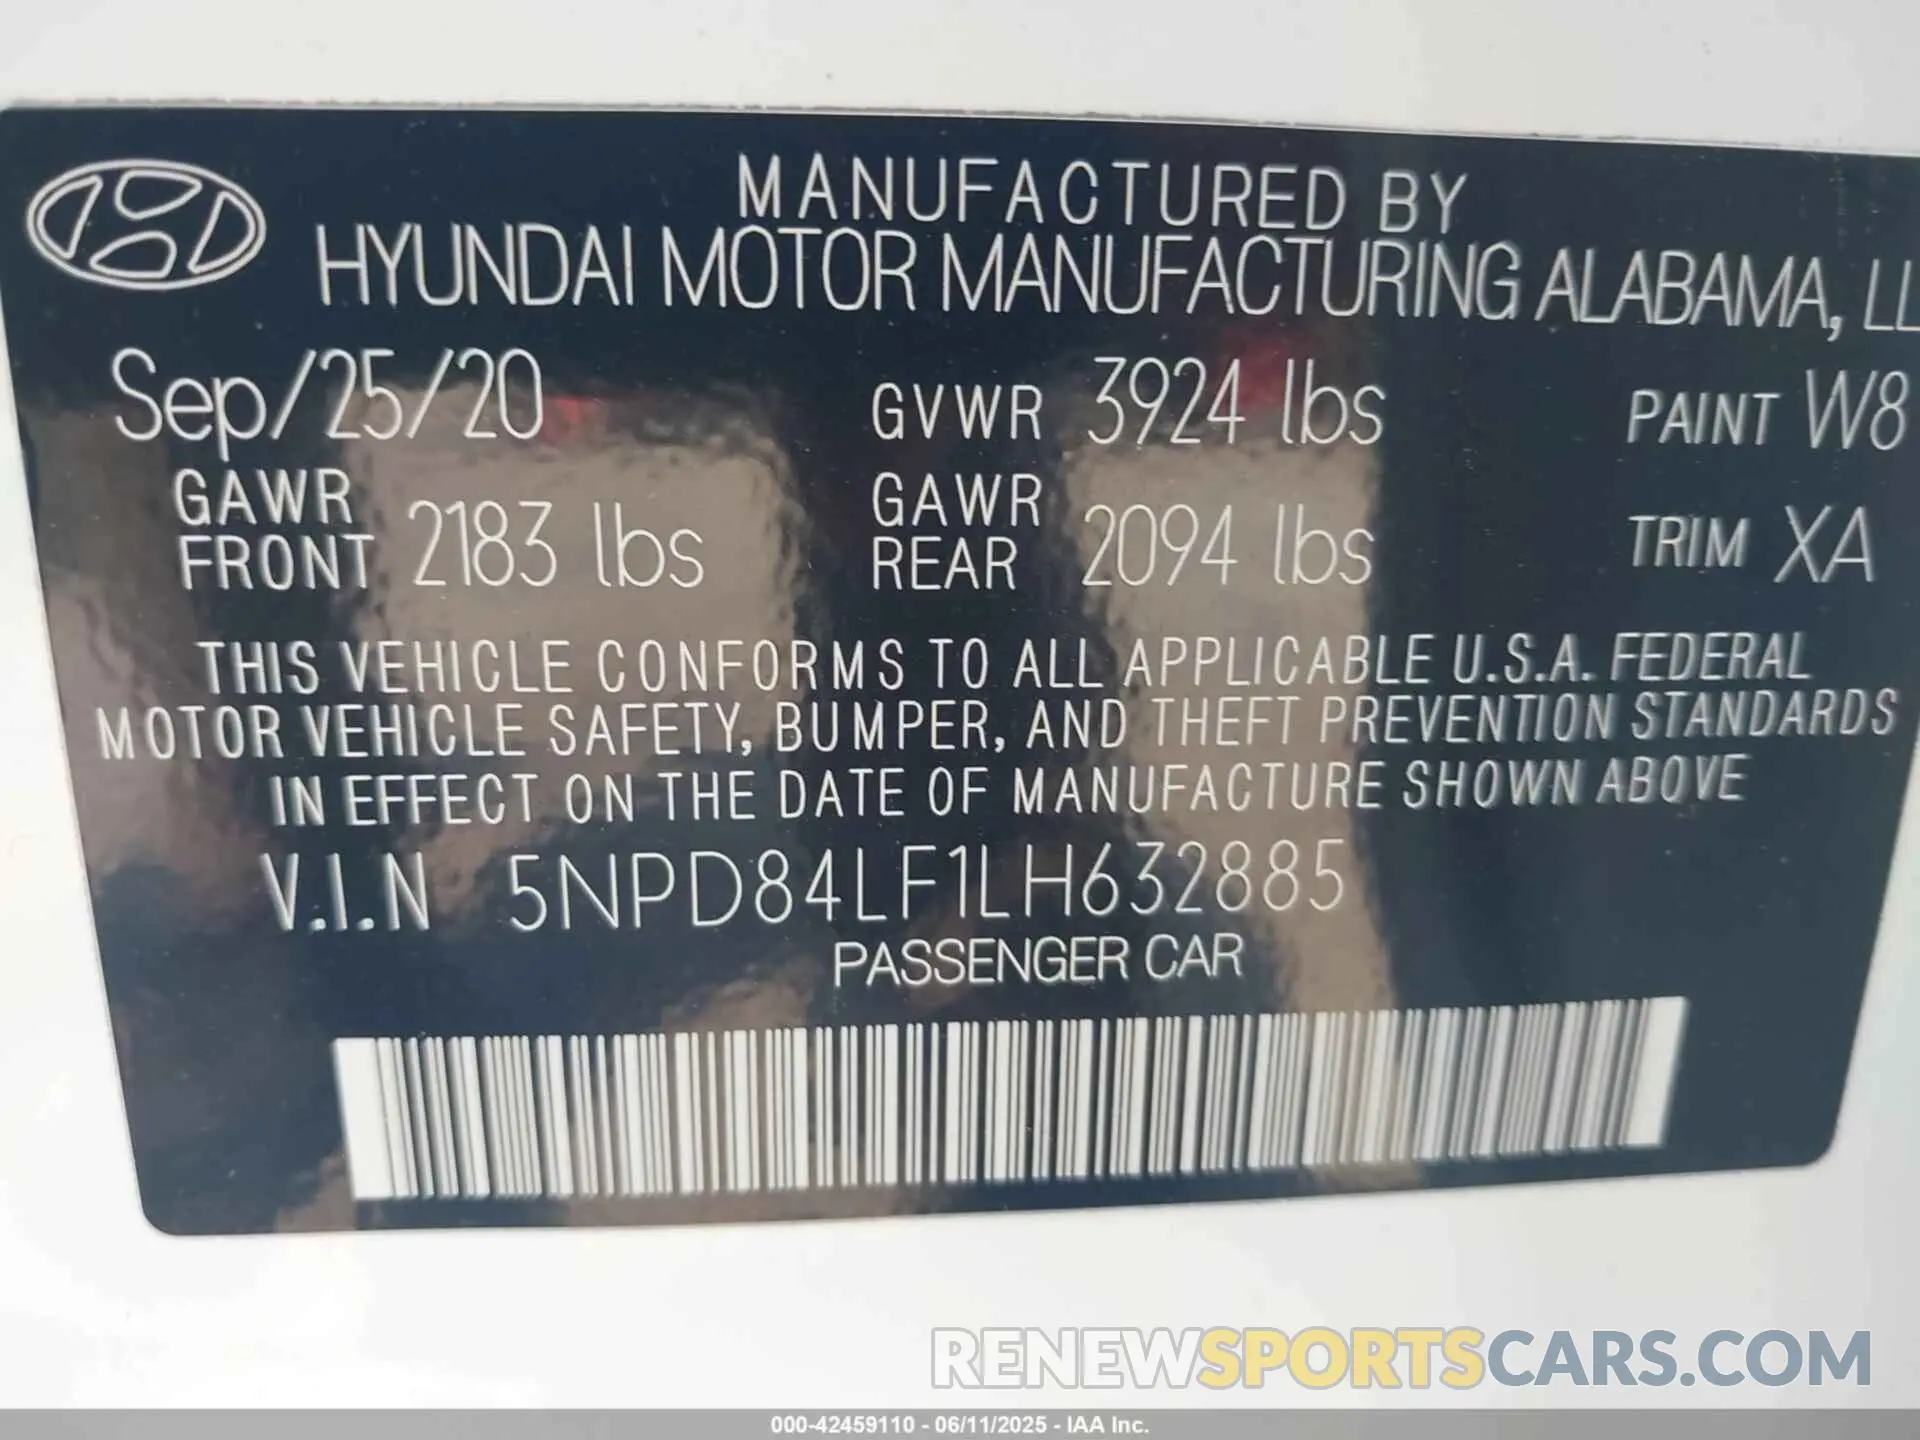 MANUFACTURED BY
HYUNDAI MOTOR MANUFACTURING ALABAMA, LL
Sep/25/20 GVWR 3924 lbs PAINT W8
GAWR FRONT 2183 lbs GAWR REAR 2094 lbs TRIM XA
THIS VEHICLE CONFORMS TO ALL APPLICABLE U.S.A. FEDERAL
MOTOR VEHICLE SAFETY, BUMPER, AND THEFT PREVENTION STANDARDS
IN EFFECT ON THE DATE OF MANUFACTURE SHOWN ABOVE
V.I.N 5NPD84LF1LH632885
PASSENGER CAR
RENEWSPORTSCARS.COM
000-42459110 - 06/11/2025 - IAA Inc.